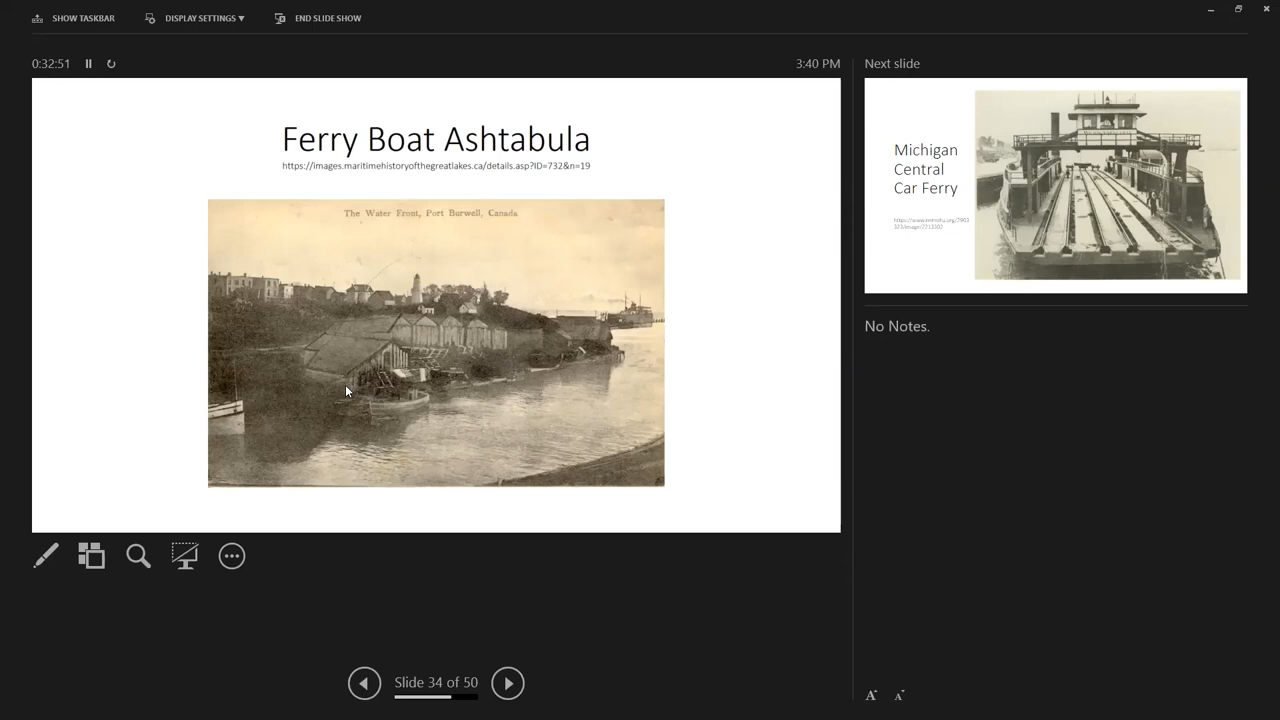 SHOW TASKBAR
DISPLAY SETTINGS ▼
END SLIDE SHOW
0:32:51
3:40 PM
Ferry Boat Ashtabula
https://images.maritimehistoryofthegreatlakes.ca/details.asp?ID=732&n=19
The Water Front, Port Burwell, Canada
Slide 34 of 50
Next slide
Michigan
Central
Car Ferry
No Notes.
A
A